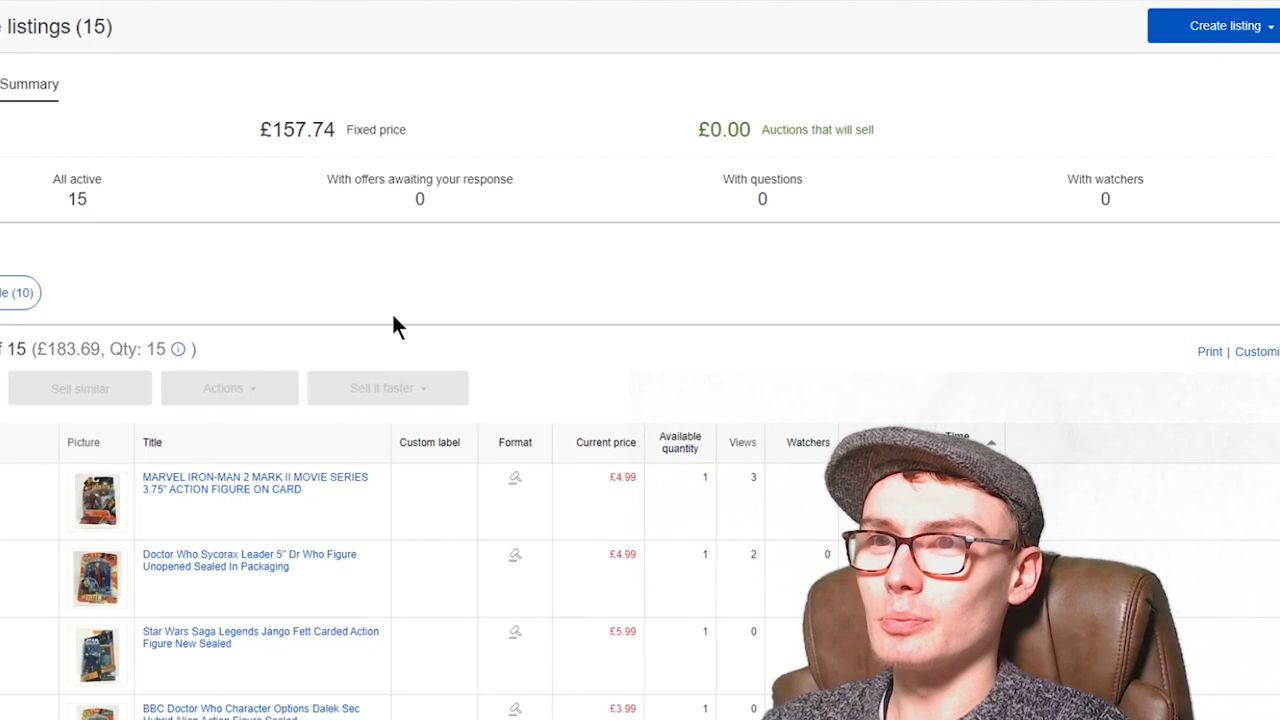 listings (15)
Create listing
Summary
£157.74 Fixed price
£0.00 Auctions that will sell
All active
15
With offers awaiting your response
0
With questions
0
With watchers
0
(10)
15 (£183.69, Qty: 15 )
Print | Customi
Sell similar
Actions
Sell it faster
Picture
Title
Custom label
Format
Current price
Available
quantity
Views
Watchers
Time
MARVEL IRON-MAN 2 MARK II MOVIE SERIES
3.75" ACTION FIGURE ON CARD
£4.99
1
3
Doctor Who Sycorax Leader 5" Dr Who Figure
Unopened Sealed In Packaging
£4.99
1
2
0
Star Wars Saga Legends Jango Fett Carded Action
Figure New Sealed
£5.99
1
0
BBC Doctor Who Character Options Dalek Sec
Hybrid Alien Action Figure Sealed
£3.99
1
0